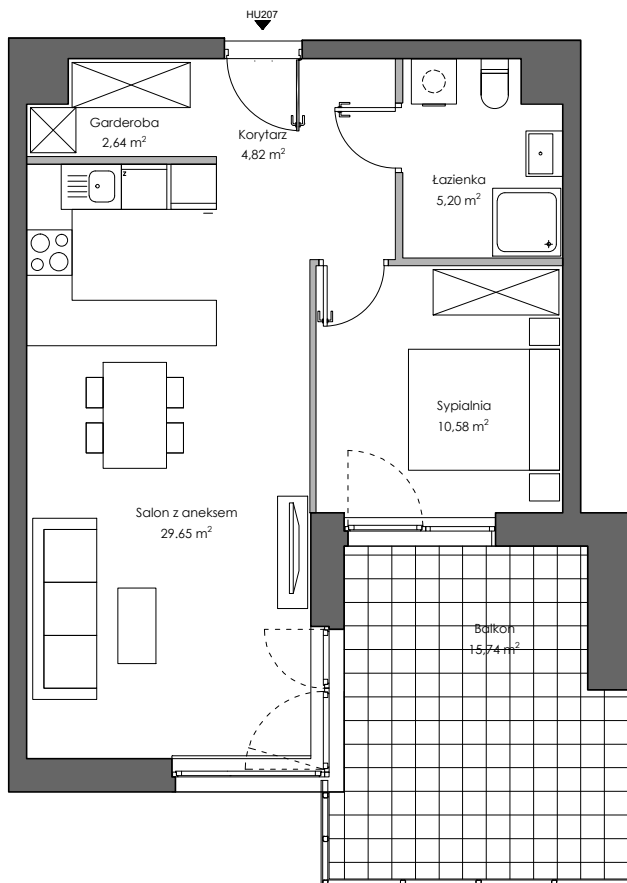 HU207
Garderoba
2,64 m²
Korytarz
4,82 m²
Łazienka
5,20 m²
z
Sypialnia
10,58 m²
Salon z aneksem
29.65 m²
Balkon
15,74 m²